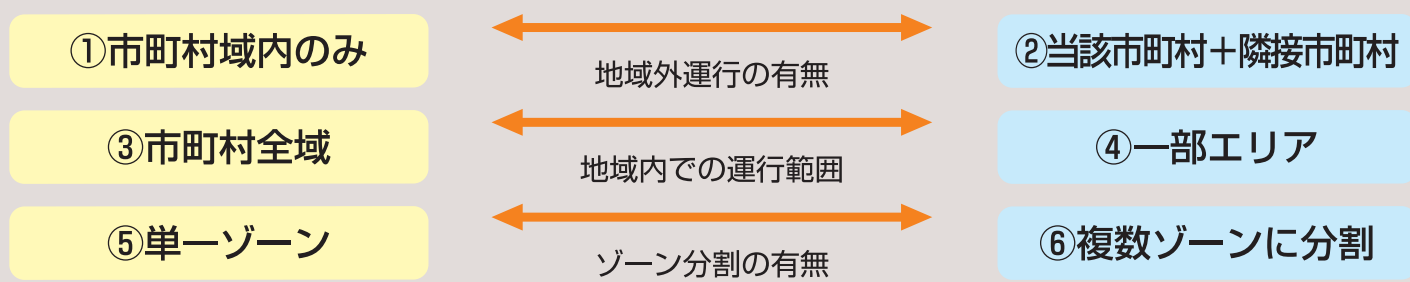 ①市町村域内のみ
②当該市町村＋隣接市町村
地域外運行の有無
③市町村全域
④一部エリア
地域内での運行範囲
⑤単一ゾーン
⑥複数ゾーンに分割
ゾーン分割の有無